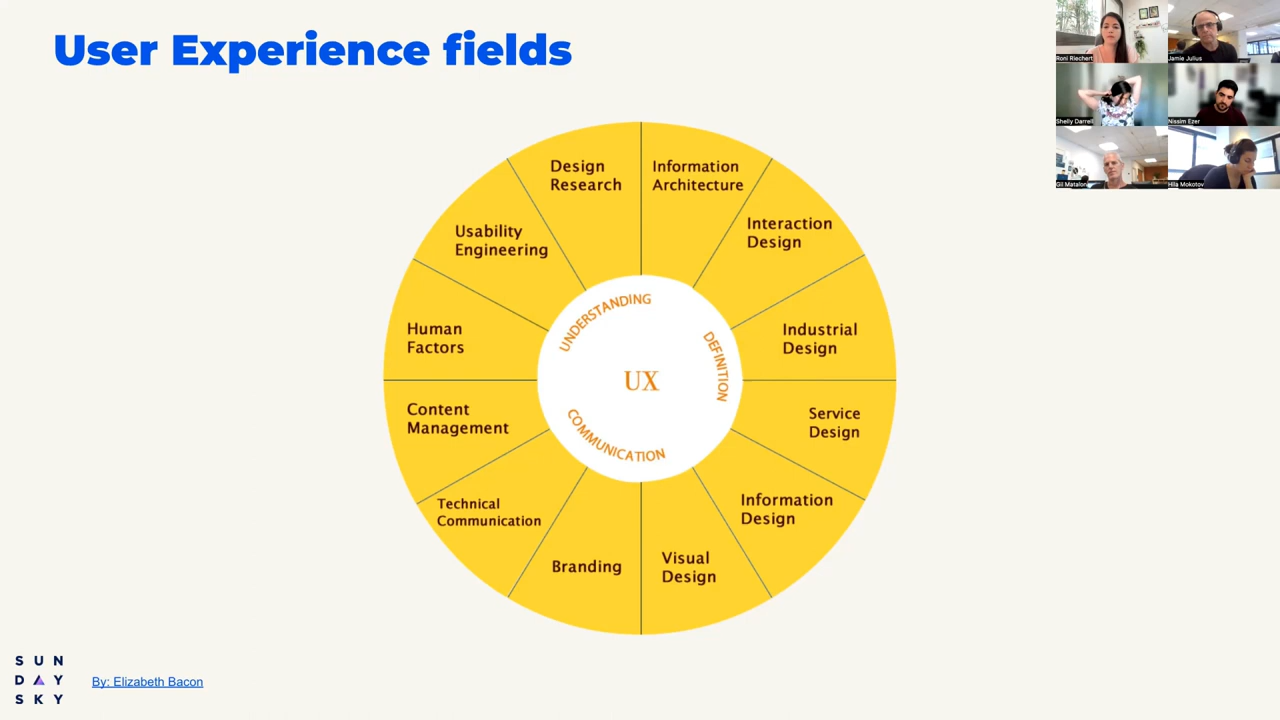 User Experience fields
Roni Riechert
Jamie Julius
Shelly Darrell
Nissim Ezer
Gil Matalon
Hila Mokotov
Design
Research
Information
Architecture
Interaction
Design
Industrial
Design
Service
Design
Information
Design
Visual
Design
Branding
Technical
Communication
Content
Management
Human
Factors
Usability
Engineering
UNDERSTANDING
DEFINITION
COMMUNICATION
UX
SUN
DAY
SKY
By: Elizabeth Bacon